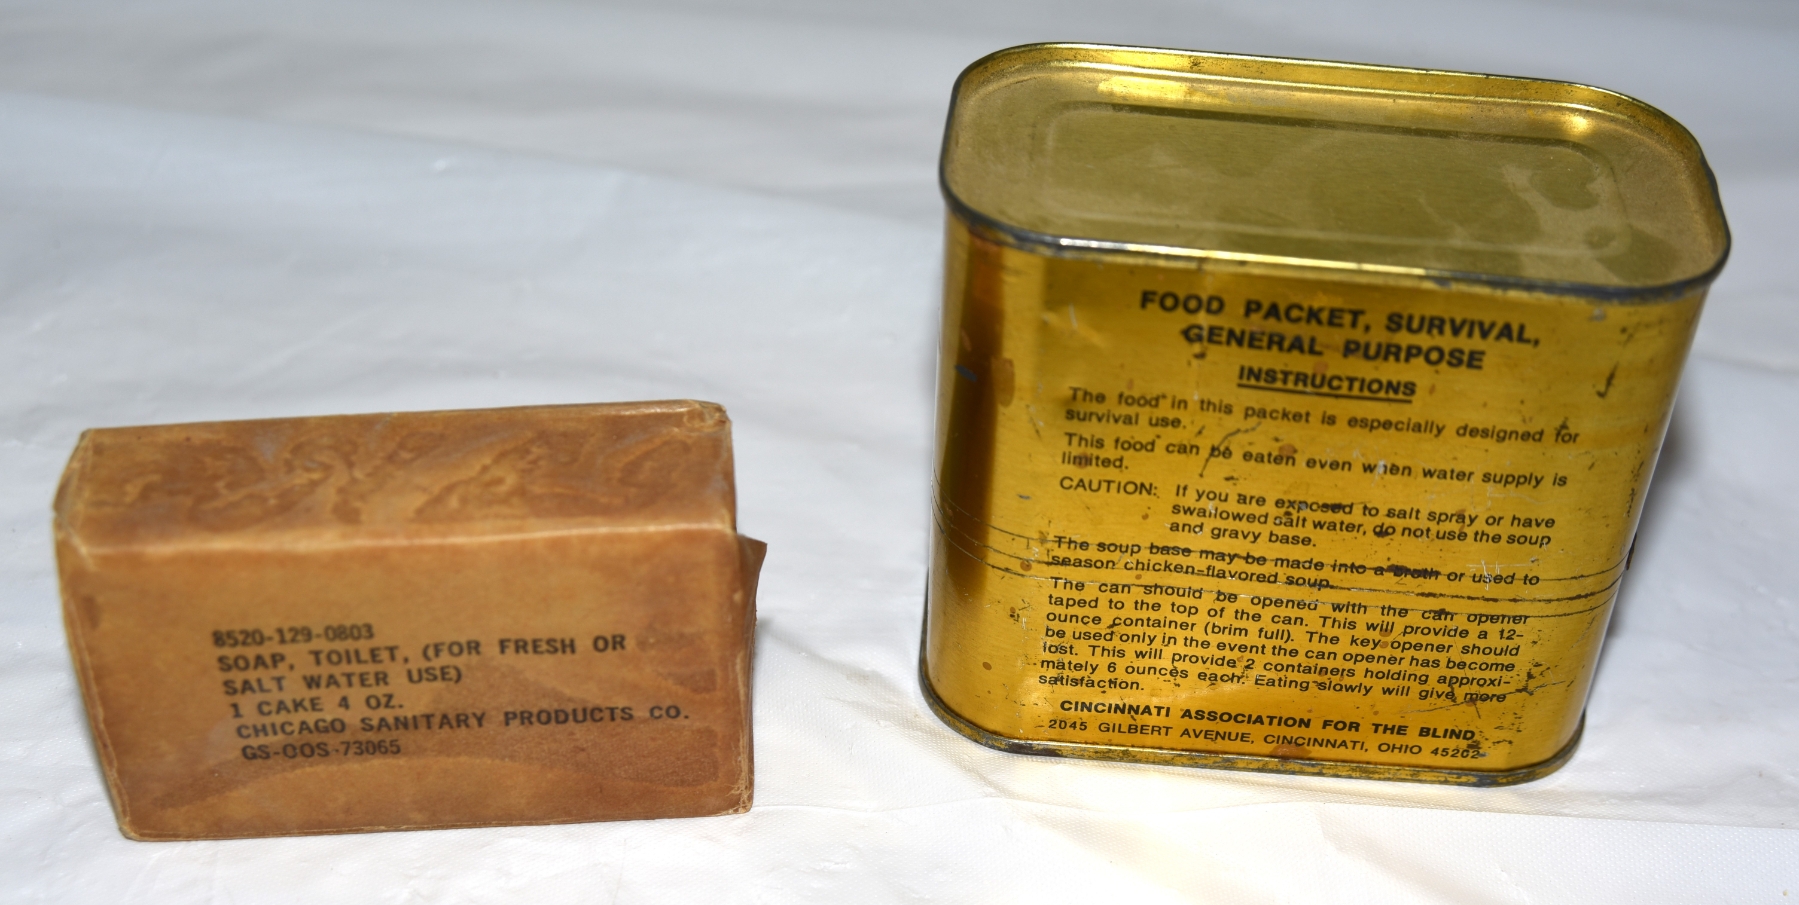 8520-129-0803
SOAP, TOILET, (FOR FRESH OR
SALT WATER USE)
1 CAKE 4 OZ.
CHICAGO SANITARY PRODUCTS CO.
GS-OOS-73065
FOOD PACKET, SURVIVAL,
GENERAL PURPOSE
INSTRUCTIONS
The food in this packet is especially designed for
survival use.
This food can be eaten even when water supply is
limited.
CAUTION: If you are exposed to salt spray or have
swallowed salt water, do not use the soup
and gravy base.
The soup base may be made into a broth or used to
season chicken-flavored soup.
The can should be opened with the can opener
taped to the top of the can. This will provide a 12-
ounce container (brim full). The key opener should
be used only in the event the can opener has become
lost. This will provide 2 containers holding approxi-
mately 6 ounces each. Eating slowly will give more
satisfaction.
CINCINNATI ASSOCIATION FOR THE BLIND
2045 GILBERT AVENUE, CINCINNATI, OHIO 45202